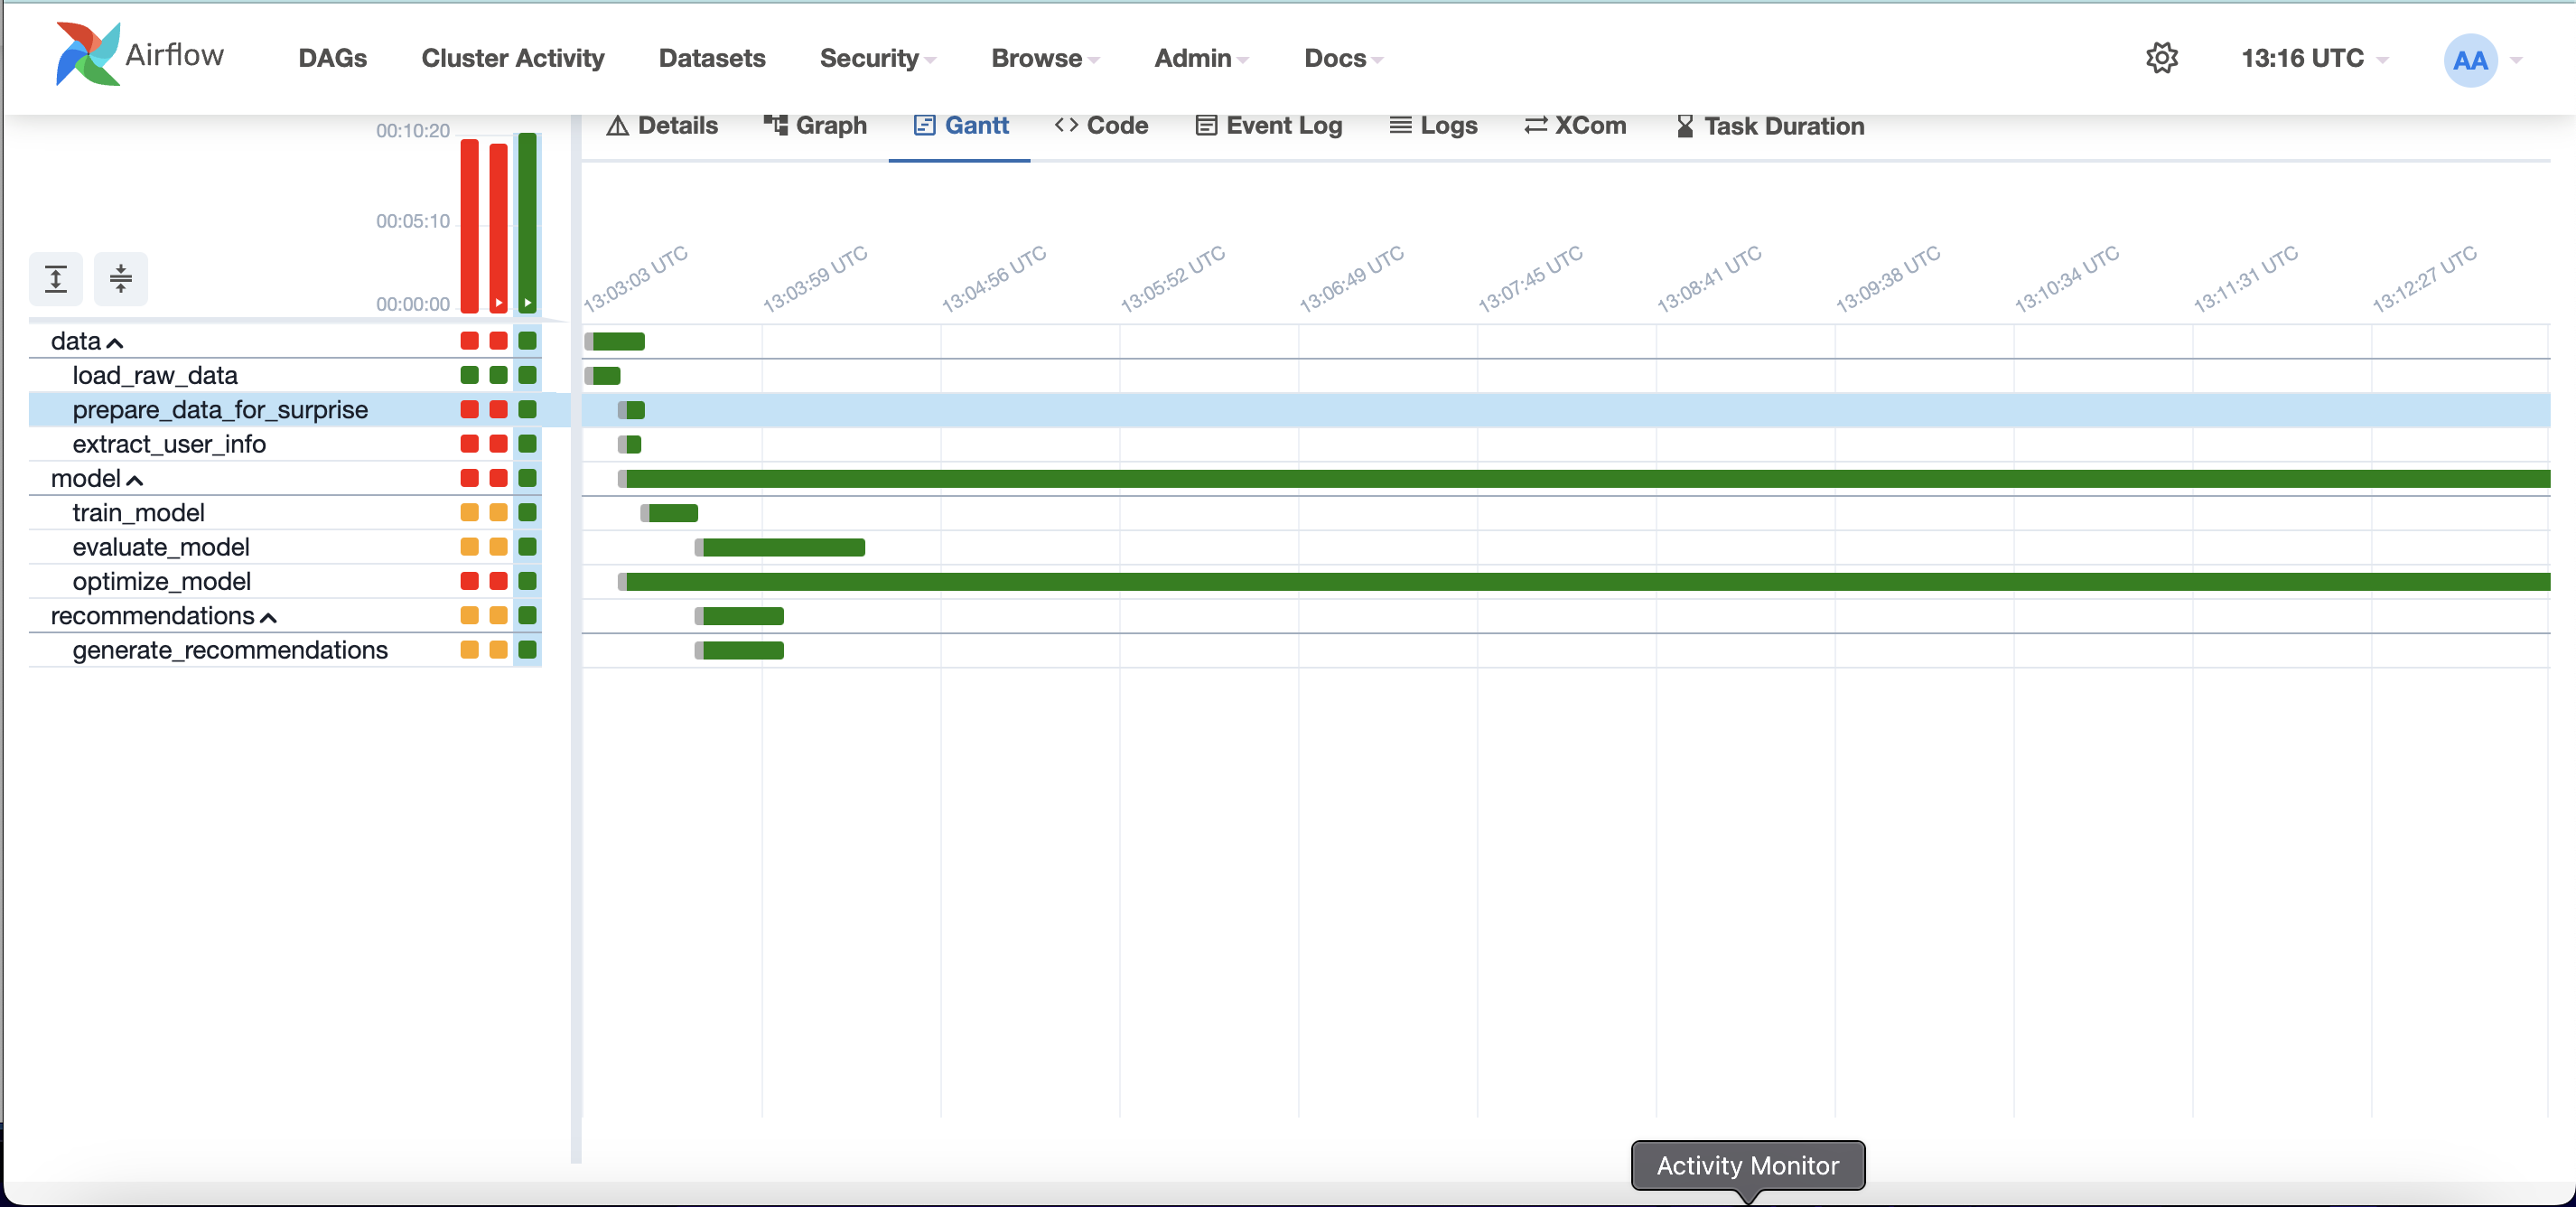 Airflow DAGs Cluster Activity Datasets Security Browse Admin Docs 13:16 UTC AA
Details Graph Gantt Code Event Log Logs XCom Task Duration
00:10:20
00:05:10
00:00:00
13:03:03 UTC 13:03:59 UTC 13:04:56 UTC 13:05:52 UTC 13:06:49 UTC 13:07:45 UTC 13:08:41 UTC 13:09:38 UTC 13:10:34 UTC 13:11:31 UTC 13:12:27 UTC
data
load_raw_data
prepare_data_for_surprise
extract_user_info
model
train_model
evaluate_model
optimize_model
recommendations
generate_recommendations
Activity Monitor